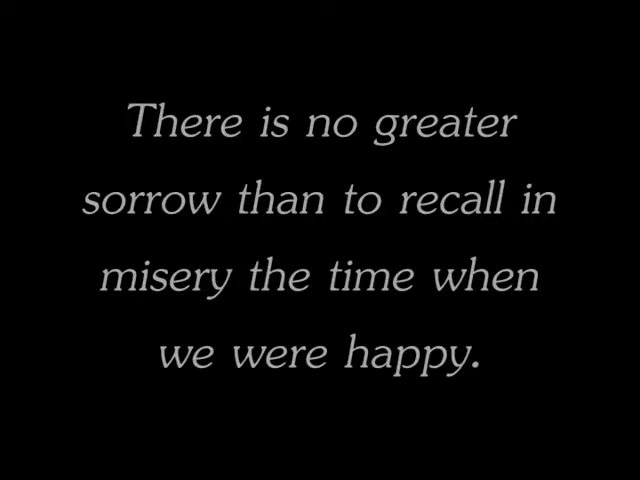 There is no greater
sorrow than to recall in
misery the time when
we were happy.